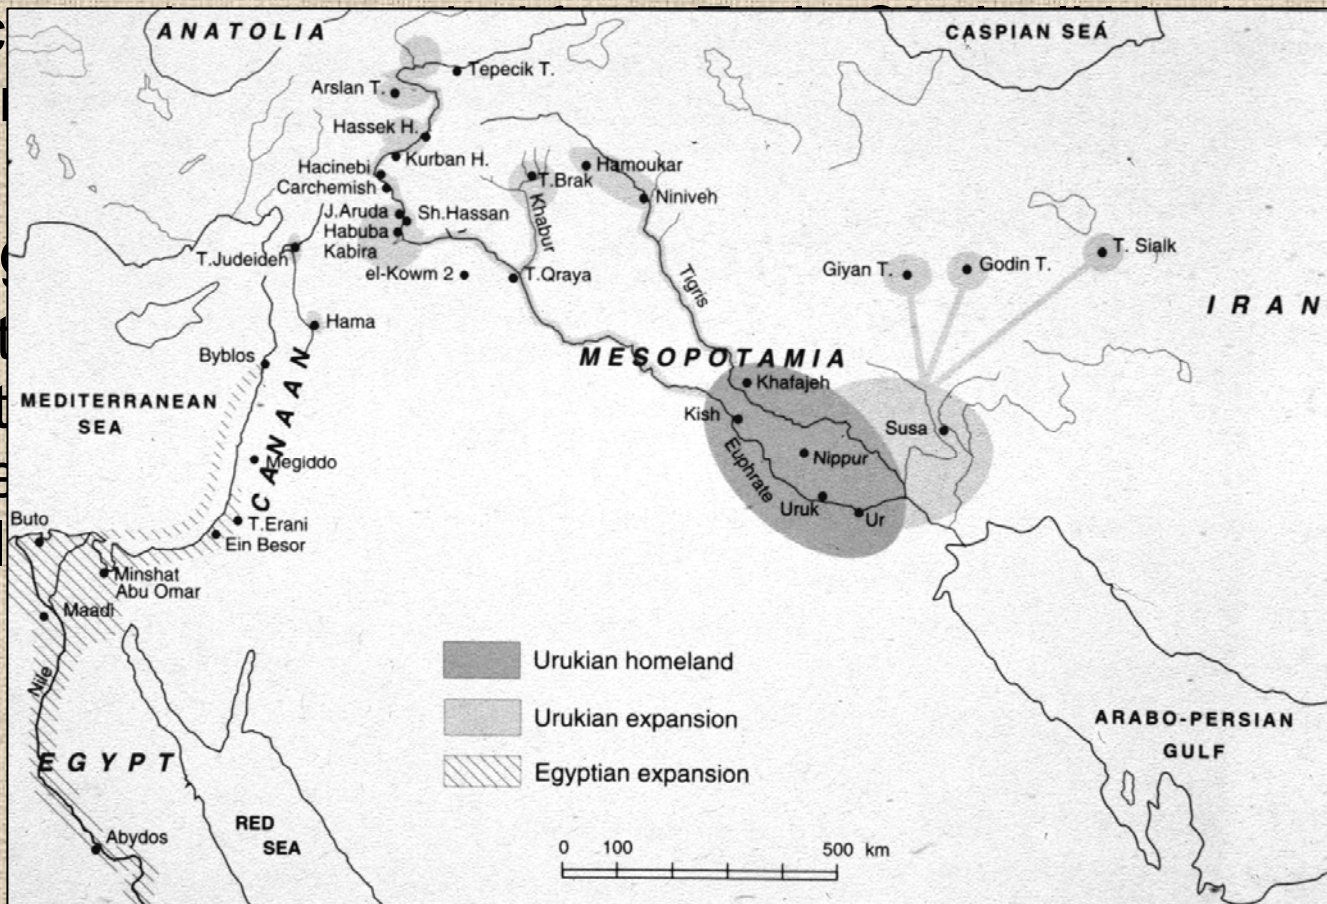 ANATOLIA
CASPIAN SEA
Tepecik T.
Arslan T.
Hassek H.
Kurban H.
Hacinebi
Carchemish
Hamoukar
T.Brak
Niniveh
Khabur
J.Aruda
Sh.Hassan
Habuba
Kabira
T.Judeideh
el-Kowm 2
T.Qraya
Tigris
Giyan T.
Godin T.
T. Sialk
IRAN
Hama
Byblos
MESOPOTAMIA
Khafajeh
MEDITERRANEAN
SEA
CANAAN
Kish
Susa
Euphrate
Nippur
Megiddo
Uruk
Ur
Buto
T.Erani
Ein Besor
Minshat
Abu Omar
Maadi
Nile
Urukian homeland
Urukian expansion
Egyptian expansion
EGYPT
ARABO-PERSIAN
GULF
RED
SEA
Abydos
0 100 500 km